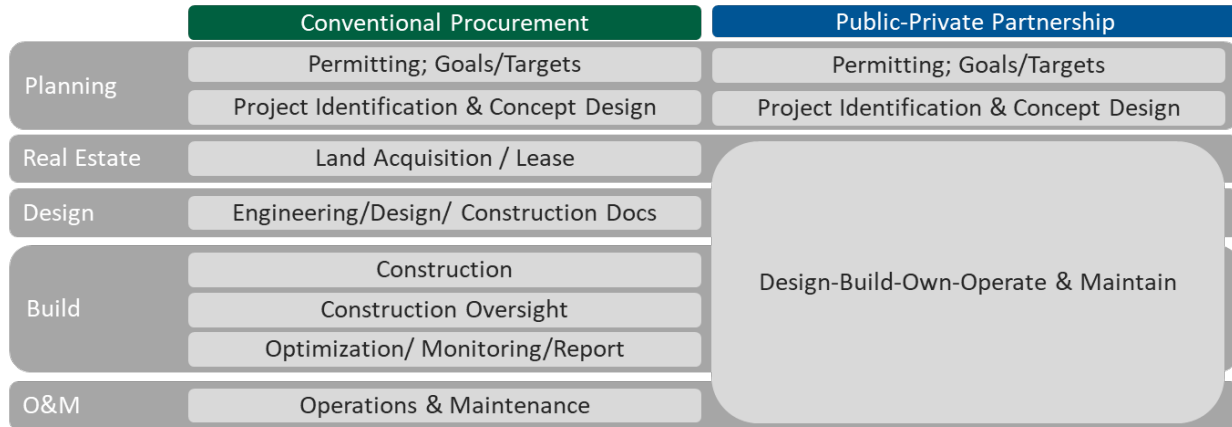 Conventional Procurement
Public-Private Partnership
Planning
Permitting; Goals/Targets
Permitting; Goals/Targets
Project Identification & Concept Design
Project Identification & Concept Design
Real Estate
Land Acquisition / Lease
Design
Engineering/Design/ Construction Docs
Build
Construction
Construction Oversight
Optimization/ Monitoring/Report
Design-Build-Own-Operate & Maintain
O&M
Operations & Maintenance